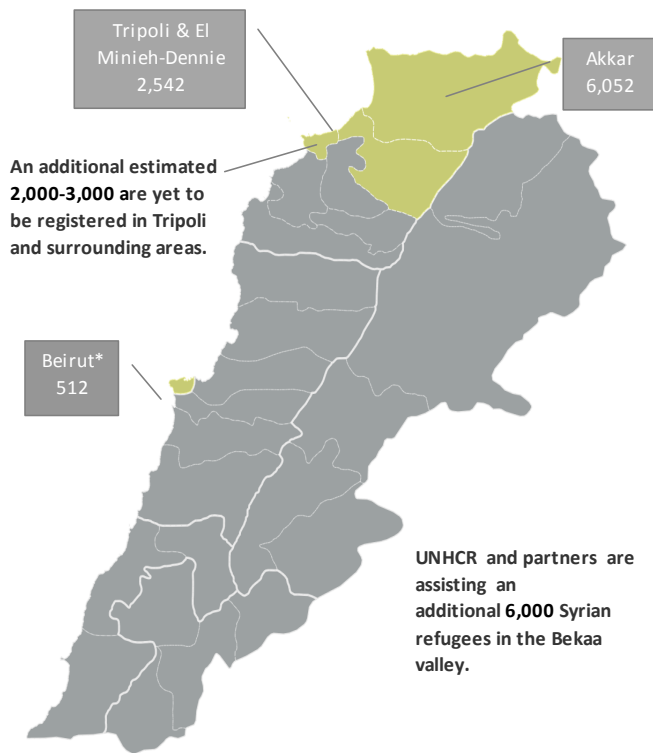 Tripoli & El
Minieh-Dennie
2,542
Akkar
6,052
An additional estimated
2,000-3,000 are yet to
be registered in Tripoli
and surrounding areas.
Beirut*
512
UNHCR and partners are
assisting an
additional 6,000 Syrian
refugees in the Bekaa
valley.